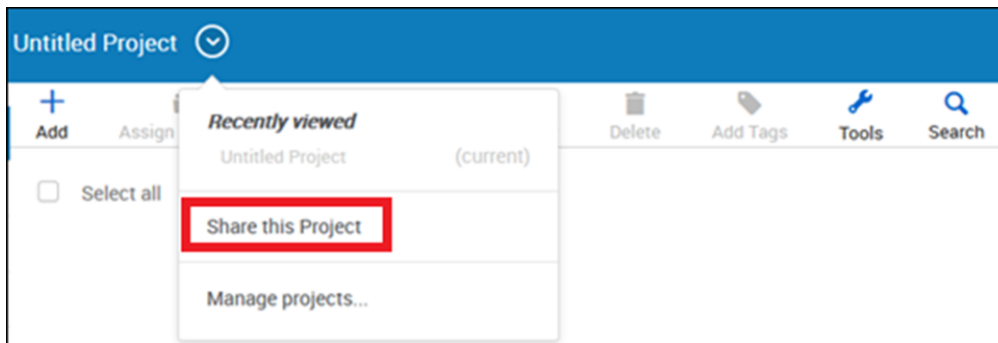 Untitled Project
Add
Assign
Delete
Add Tags
Tools
Search
Recently viewed
Untitled Project (current)
Select all
Share this Project
Manage projects...